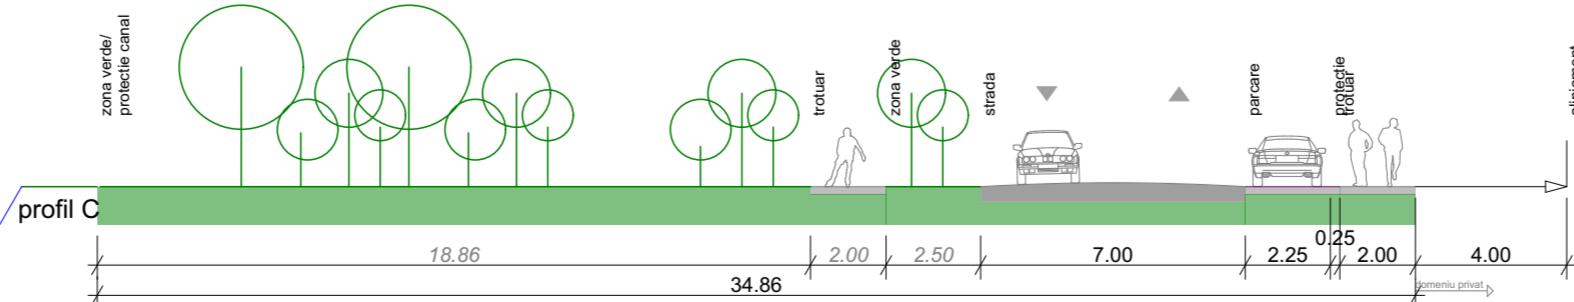 zona verde/
protectie canal
trotuar
zona verde
strada
parcare
protectie
trotuar
profil C
18.86
2.00
2.50
7.00
2.25
0.25
2.00
4.00
34.86
domeniu privat